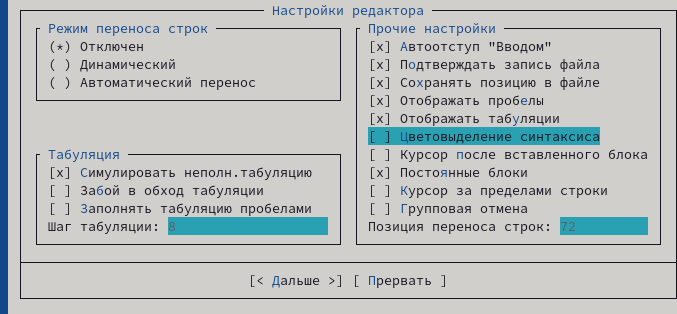 Настройки редактора
Режим переноса строк
(*) Отключен
( ) Динамический
( ) Автоматический перенос
Табуляция
[x] Симулировать неполн.табуляцию
[ ] Забой в обход табуляции
[ ] Заполнять табуляцию пробелами
Шаг табуляции: 8
Прочие настройки
[x] Автоотступ "Вводом"
[x] Подтверждать запись файла
[x] Сохранять позицию в файле
[x] Отображать пробелы
[x] Отображать табуляции
[ ] Цветовыделение синтаксиса
[ ] Курсор после вставленного блока
[x] Постоянные блоки
[ ] Курсор за пределами строки
[ ] Групповая отмена
Позиция переноса строк: 72
[< Дальше >] [ Прервать ]